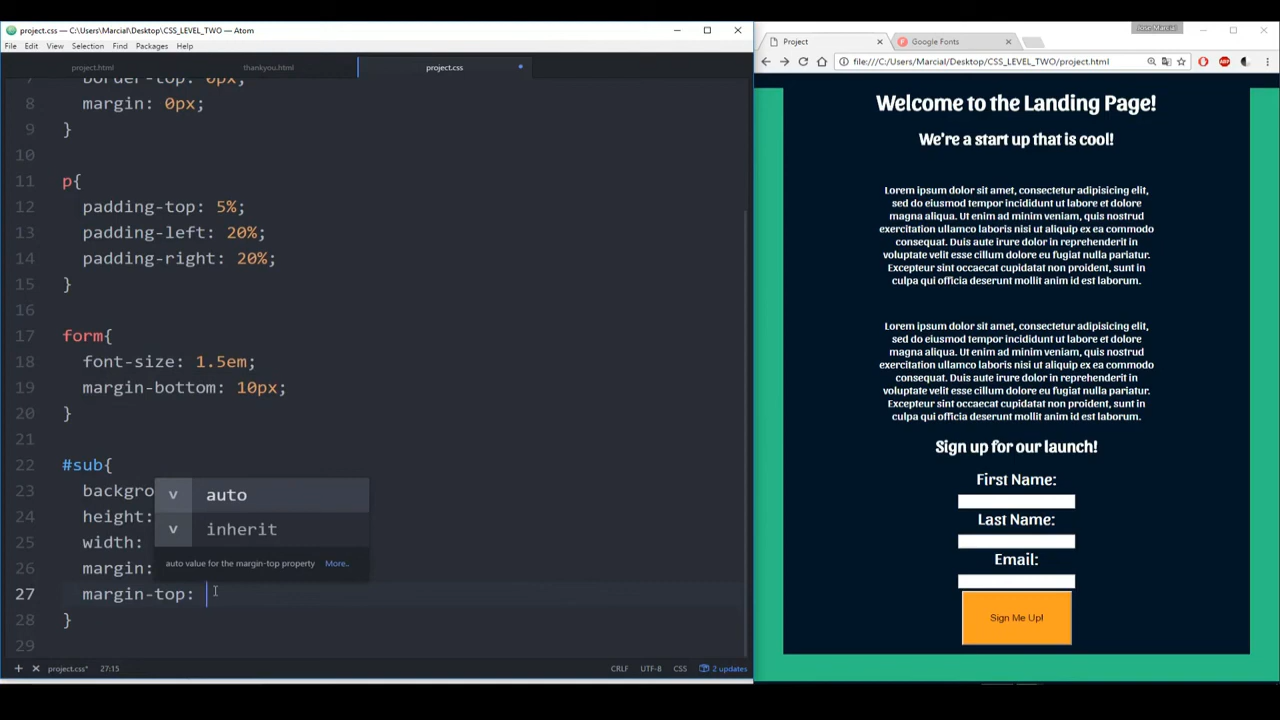 project.css — C:\Users\Marcial\Desktop\CSS_LEVEL_TWO — Atom
File Edit View Selection Find Packages Help
project.html thankyou.html project.css
border-top: 0px;
8 margin: 0px;
9 }
10
11 p{
12 padding-top: 5%;
13 padding-left: 20%;
14 padding-right: 20%;
15 }
16
17 form{
18 font-size: 1.5em;
19 margin-bottom: 10px;
20 }
21
22 #sub{
23 backgro
24 height:
25 width:
26 margin:
27 margin-top:
28 }
29
v auto
v inherit
auto value for the margin-top property More..
project.css* 27:15 CRLF UTF-8 CSS 2 updates
Jose Marcial
Project Google Fonts
file:///C:/Users/Marcial/Desktop/CSS_LEVEL_TWO/project.html
ABP
Welcome to the Landing Page!
We're a start up that is cool!
Lorem ipsum dolor sit amet, consectetur adipisicing elit,
sed do eiusmod tempor incididunt ut labore et dolore
magna aliqua. Ut enim ad minim veniam, quis nostrud
exercitation ullamco laboris nisi ut aliquip ex ea commodo
consequat. Duis aute irure dolor in reprehenderit in
voluptate velit esse cillum dolore eu fugiat nulla pariatur.
Excepteur sint occaecat cupidatat non proident, sunt in
culpa qui officia deserunt mollit anim id est laborum.
Lorem ipsum dolor sit amet, consectetur adipisicing elit,
sed do eiusmod tempor incididunt ut labore et dolore
magna aliqua. Ut enim ad minim veniam, quis nostrud
exercitation ullamco laboris nisi ut aliquip ex ea commodo
consequat. Duis aute irure dolor in reprehenderit in
voluptate velit esse cillum dolore eu fugiat nulla pariatur.
Excepteur sint occaecat cupidatat non proident, sunt in
culpa qui officia deserunt mollit anim id est laborum.
Sign up for our launch!
First Name:
Last Name:
Email:
Sign Me Up!